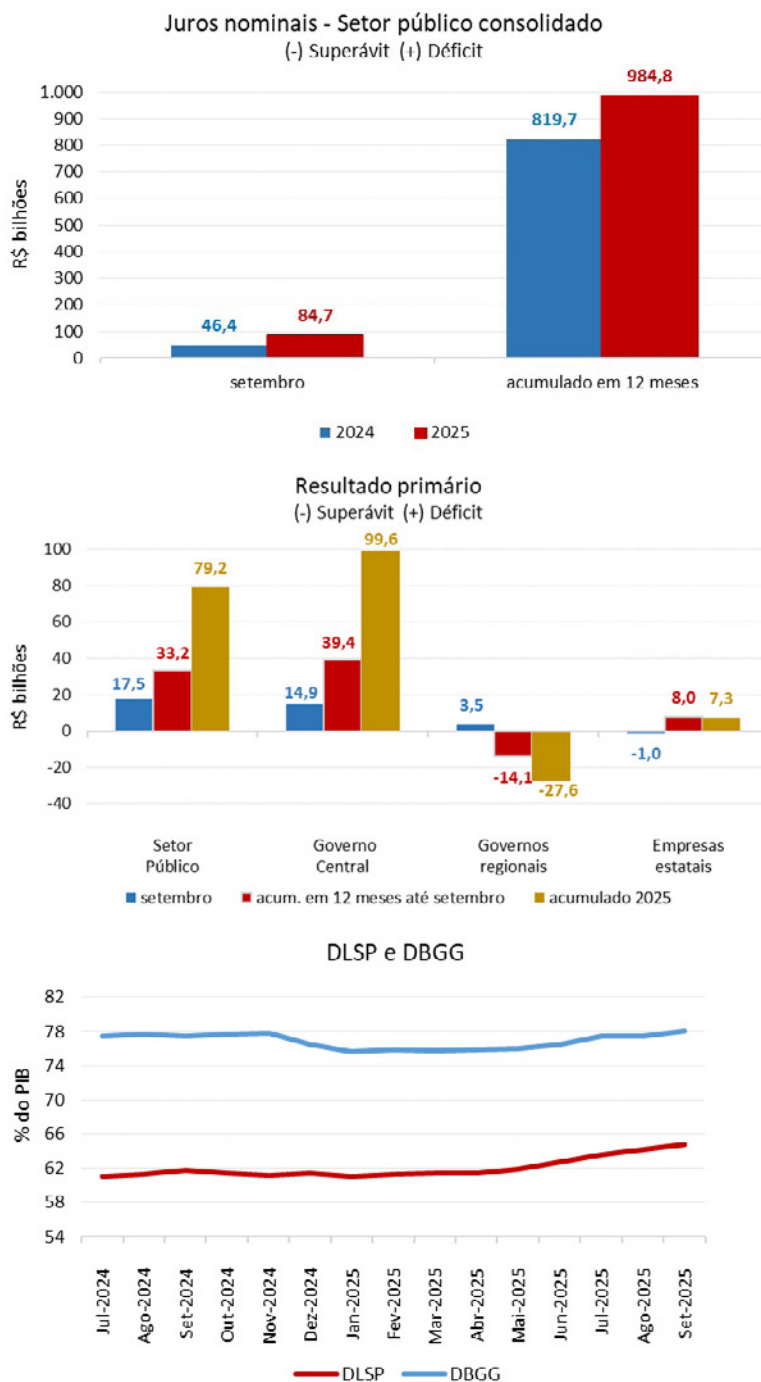 Juros nominais - Setor público consolidado
(-) Superávit (+) Déficit
R$ bilhões
1.000
900
800
700
600
500
400
300
200
100
0
46,4
84,7
819,7
984,8
setembro
acumulado em 12 meses
2024 2025
Resultado primário
(-) Superávit (+) Déficit
R$ bilhões
100
80
60
40
20
0
-20
-40
17,5
33,2
79,2
14,9
39,4
99,6
3,5
-14,1
-27,6
-1,0
8,0
7,3
Setor
Público
Governo
Central
Governos
regionais
Empresas
estatais
setembro acum. em 12 meses até setembro acumulado 2025
DLSP e DBGG
% do PIB
82
78
74
70
66
62
58
54
Jul-2024
Ago-2024
Set-2024
Out-2024
Nov-2024
Dez-2024
Jan-2025
Fev-2025
Mar-2025
Abr-2025
Mai-2025
Jun-2025
Jul-2025
Ago-2025
Set-2025
DLSP DBGG